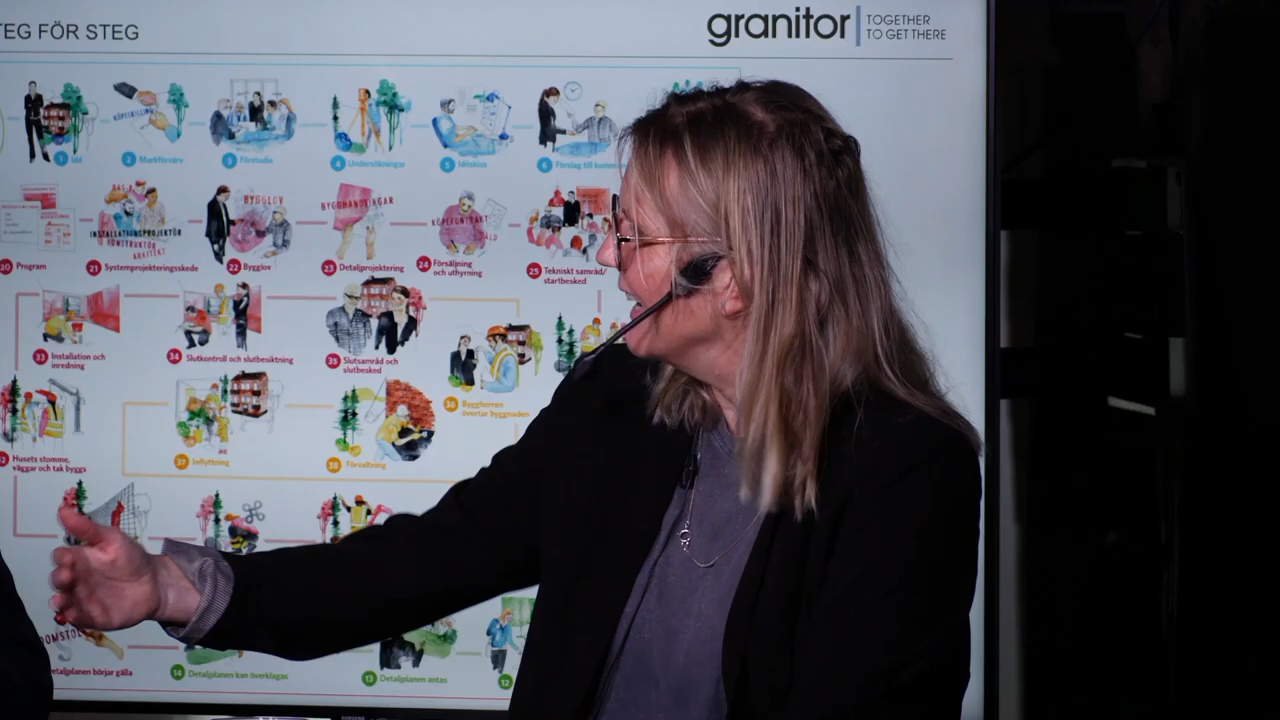 TEG FÖR STEG
granitor
TOGETHER
TO GET THERE
1 Idé
2 Markförvärv
3 Förstudie
4 Undersökningar
5 Idéskiss
6 Förslag till
KÖPESKILLING
BYGGLOV
BYGGHANDLINGAR
KÖPEKONTRAKT
INSTALLATIONSPROJEKTÖR
KONSTRUKTÖR
ARKITEKT
20 Program
21 Systemprojekteringsskede
22 Bygglov
23 Detaljprojektering
24 Försäljning
och uthyrning
25 Tekniskt samråd/
startbesked
33 Installation och
inredning
34 Slutkontroll och slutbesiktning
35 Slutsamråd och
slutbesked
36 Byggherren
övertar byggnaden
Husets stomme,
väggar och tak byggs
37 Inflyttning
38 Förvaltning
etaljplanen börjar gälla
14 Detaljplanen kan överklagas
13 Detaljplanen antas
12
SAMSUNG